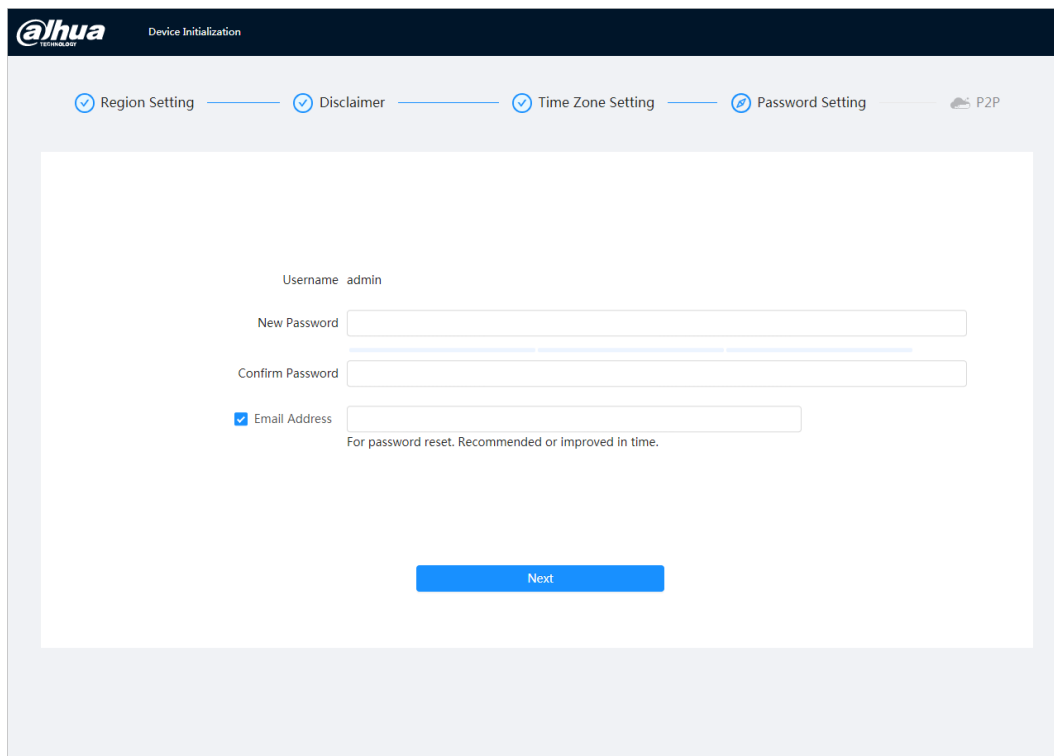 alhua
TECHNOLOGY
Device Initialization
Region Setting
Disclaimer
Time Zone Setting
Password Setting
P2P
Username admin
New Password
Confirm Password
Email Address
For password reset. Recommended or improved in time.
Next